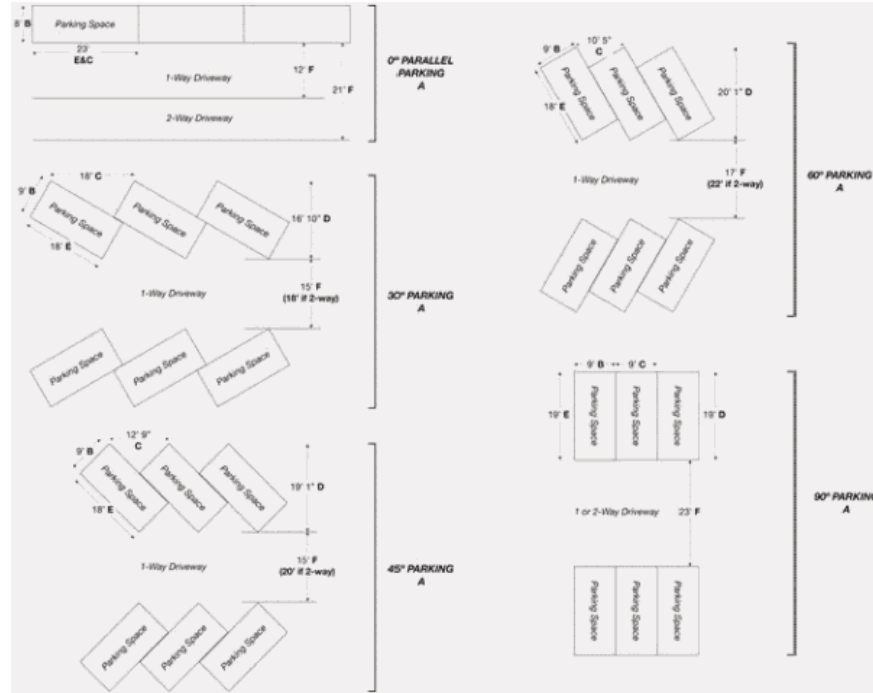 8' B
Parking Space
23'
E&C
1-Way Driveway
12' F
21' F
2-Way Driveway
0° PARALLEL
PARKING
A
9' B
18' C
Parking Space
Parking Space
Parking Space
18' E
16' 10" D
1-Way Driveway
15' F
(18' if 2-way)
30° PARKING
A
Parking Space
Parking Space
Parking Space
9' B
12' 9"
C
Parking Space
Parking Space
Parking Space
18' E
19' 1" D
1-Way Driveway
15' F
(20' if 2-way)
45° PARKING
A
Parking Space
Parking Space
Parking Space
9' B
10' 5"
C
Parking Space
Parking Space
Parking Space
18' E
20' 1" D
1-Way Driveway
17' F
(22' if 2-way)
60° PARKING
A
Parking Space
Parking Space
Parking Space
9' B
9' C
19' E
Parking Space
Parking Space
Parking Space
19' D
1 or 2-Way Driveway
23' F
90° PARKING
A
Parking Space
Parking Space
Parking Space